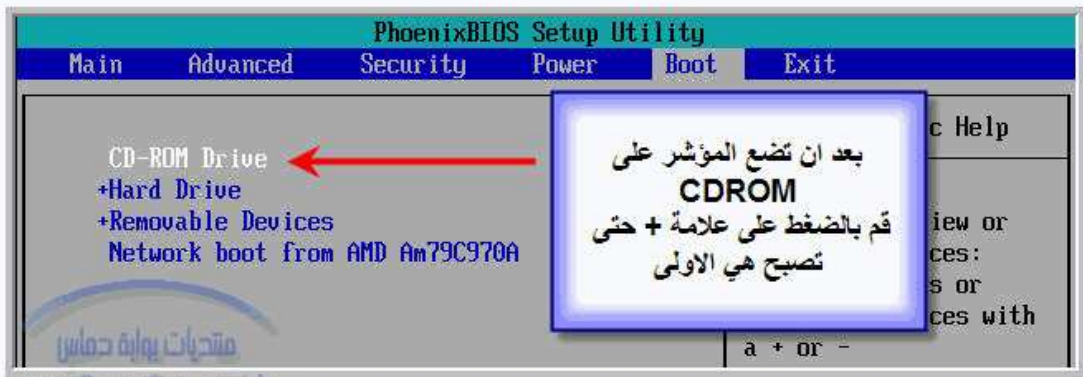 PhoenixBIOS Setup Utility
Main Advanced Security Power Boot Exit
c Help
CD-ROM Drive
+Hard Drive
+Removable Devices
Network boot from AMD Am79C970A
بعد ان تضع المؤشر على
CDROM
قم بالضغط على علامة + حتى
تصبح هي الاولى
iew or
ces:
s or
ces with
a + or -
منتديات بوابة حماس